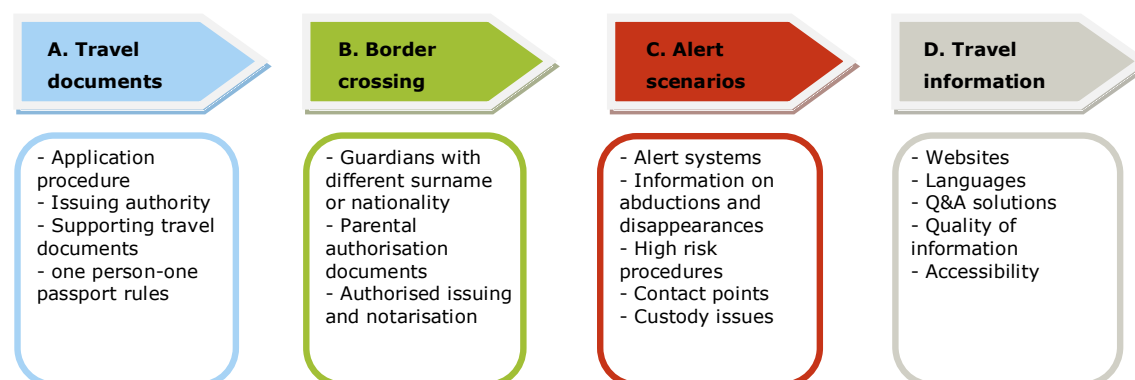 A. Travel
documents
B. Border
crossing
C. Alert
scenarios
D. Travel
information
- Application
procedure
- Issuing authority
- Supporting travel
documents
- one person-one
passport rules
- Guardians with
different surname
or nationality
- Parental
authorisation
documents
- Authorised issuing
and notarisation
- Alert systems
- Information on
abductions and
disappearances
- High risk
procedures
- Contact points
- Custody issues
- Websites
- Languages
- Q&A solutions
- Quality of
information
- Accessibility